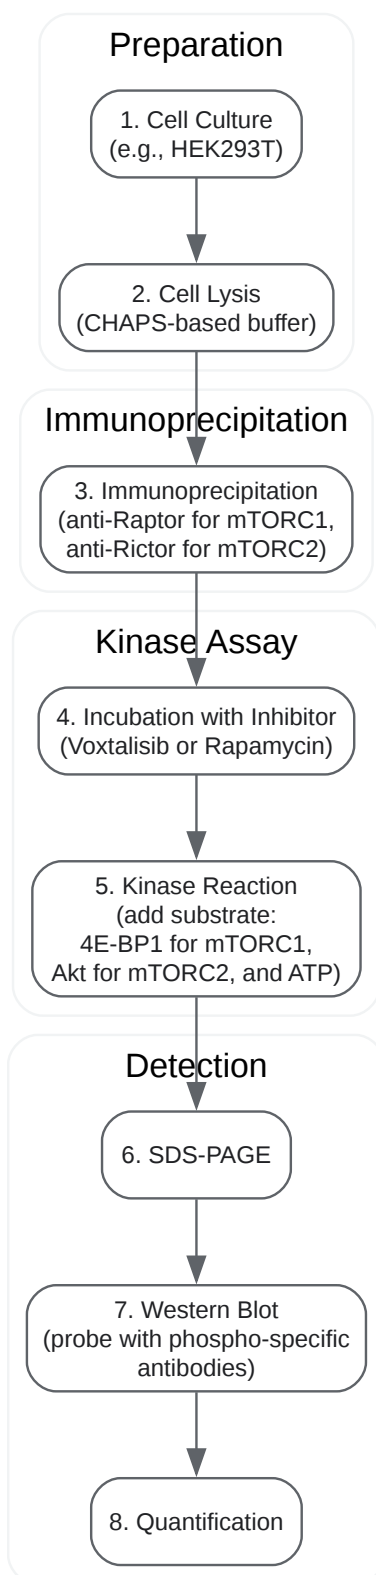 Preparation
1. Cell Culture
(e.g., HEK293T)
2. Cell Lysis
(CHAPS-based buffer)
Immunoprecipitation
3. Immunoprecipitation
(anti-Raptor for mTORC1,
anti-Rictor for mTORC2)
Kinase Assay
4. Incubation with Inhibitor
(Voxtalisib or Rapamycin)
5. Kinase Reaction
(add substrate:
4E-BP1 for mTORC1,
Akt for mTORC2, and ATP)
Detection
6. SDS-PAGE
7. Western Blot
(probe with phospho-specific
antibodies)
8. Quantification